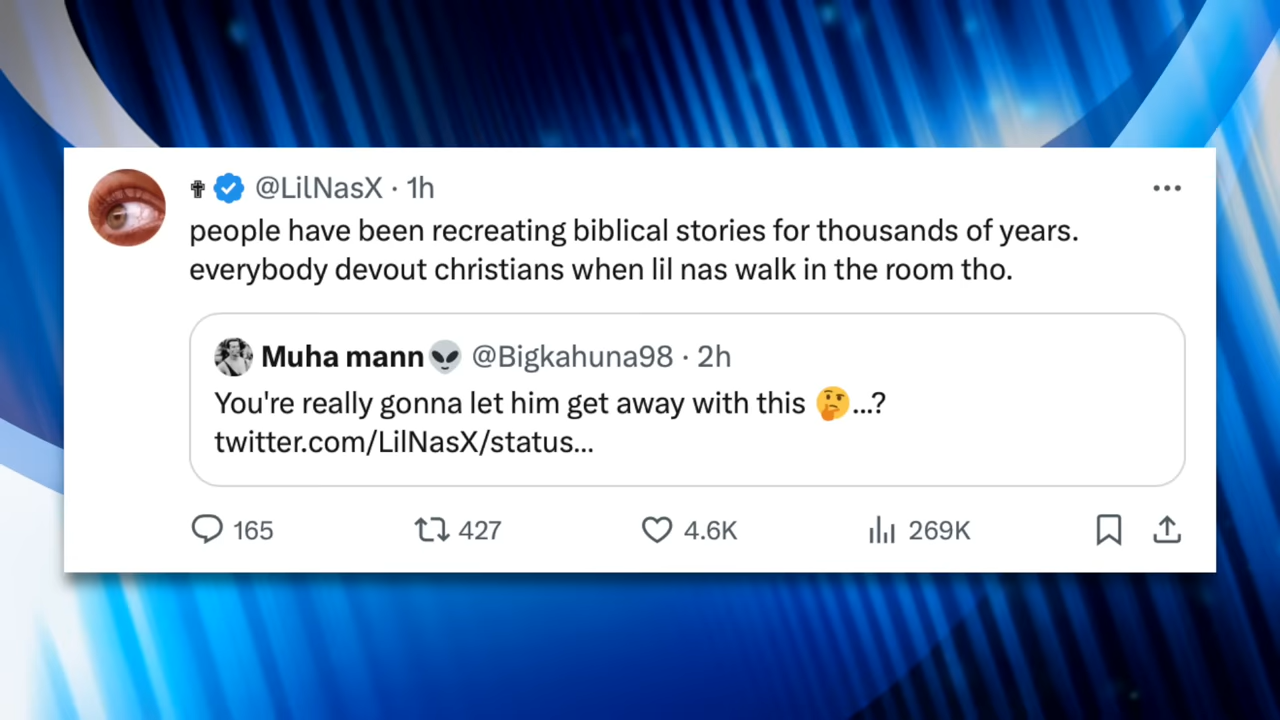 ✟ @LilNasX · 1h
people have been recreating biblical stories for thousands of years.
everybody devout christians when lil nas walk in the room tho.
Muha mann👽 @Bigkahuna98 · 2h
You're really gonna let him get away with this 🤔...?
twitter.com/LilNasX/status...
165 427 4.6K 269K